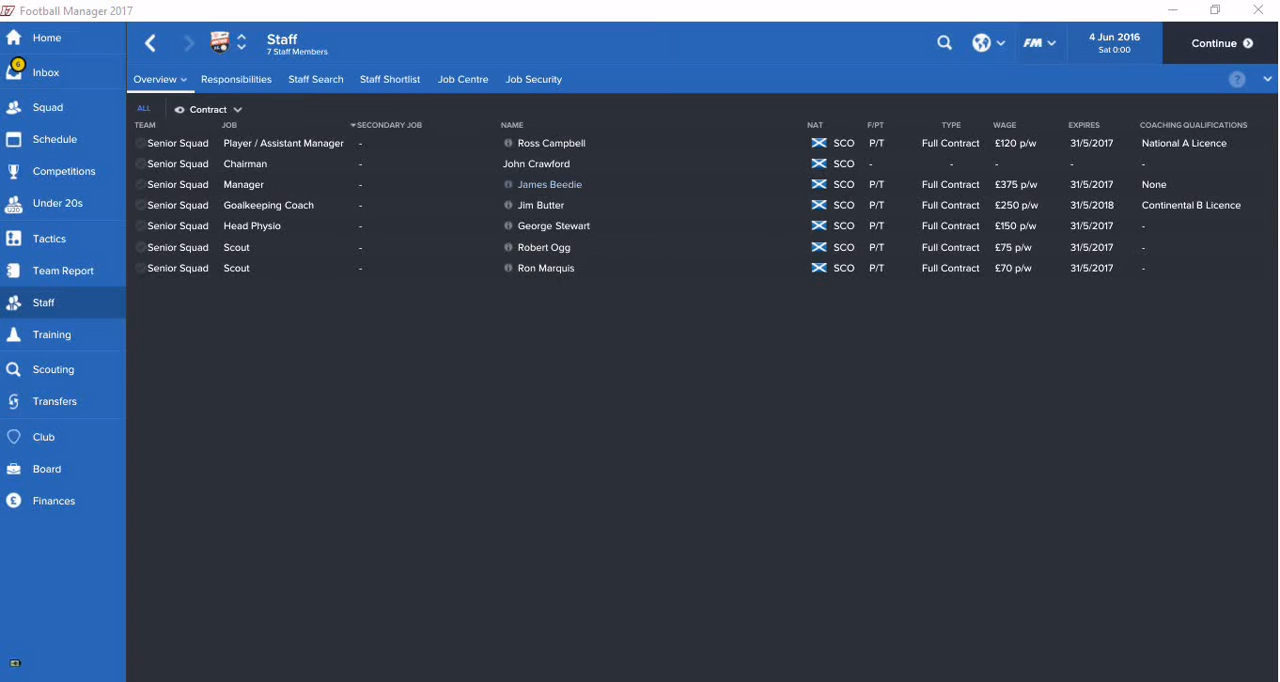 Football Manager 2017
Home
6
Inbox
Squad
Schedule
Competitions
U20
Under 20s
Tactics
Team Report
Staff
Training
Scouting
Transfers
Club
Board
Finances
Staff
7 Staff Members
FM
4 Jun 2016
Sat 0:00
Continue
Overview Responsibilities Staff Search Staff Shortlist Job Centre Job Security ?
ALL Contract
TEAM JOB SECONDARY JOB NAME NAT F/PT TYPE WAGE EXPIRES COACHING QUALIFICATIONS
Senior Squad Player / Assistant Manager - Ross Campbell SCO P/T Full Contract £120 p/w 31/5/2017 National A Licence
Senior Squad Chairman - John Crawford SCO - - - - -
Senior Squad Manager - James Beedie SCO P/T Full Contract £375 p/w 31/5/2017 None
Senior Squad Goalkeeping Coach - Jim Butter SCO P/T Full Contract £250 p/w 31/5/2018 Continental B Licence
Senior Squad Head Physio - George Stewart SCO P/T Full Contract £150 p/w 31/5/2017 -
Senior Squad Scout - Robert Ogg SCO P/T Full Contract £75 p/w 31/5/2017 -
Senior Squad Scout - Ron Marquis SCO P/T Full Contract £70 p/w 31/5/2017 -